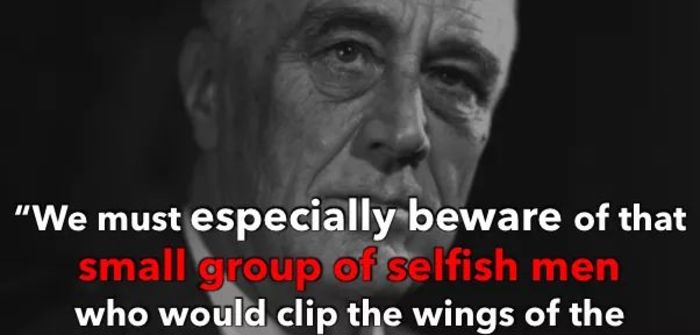 “We must especially beware of that
small group of selfish men
who would clip the wings of the